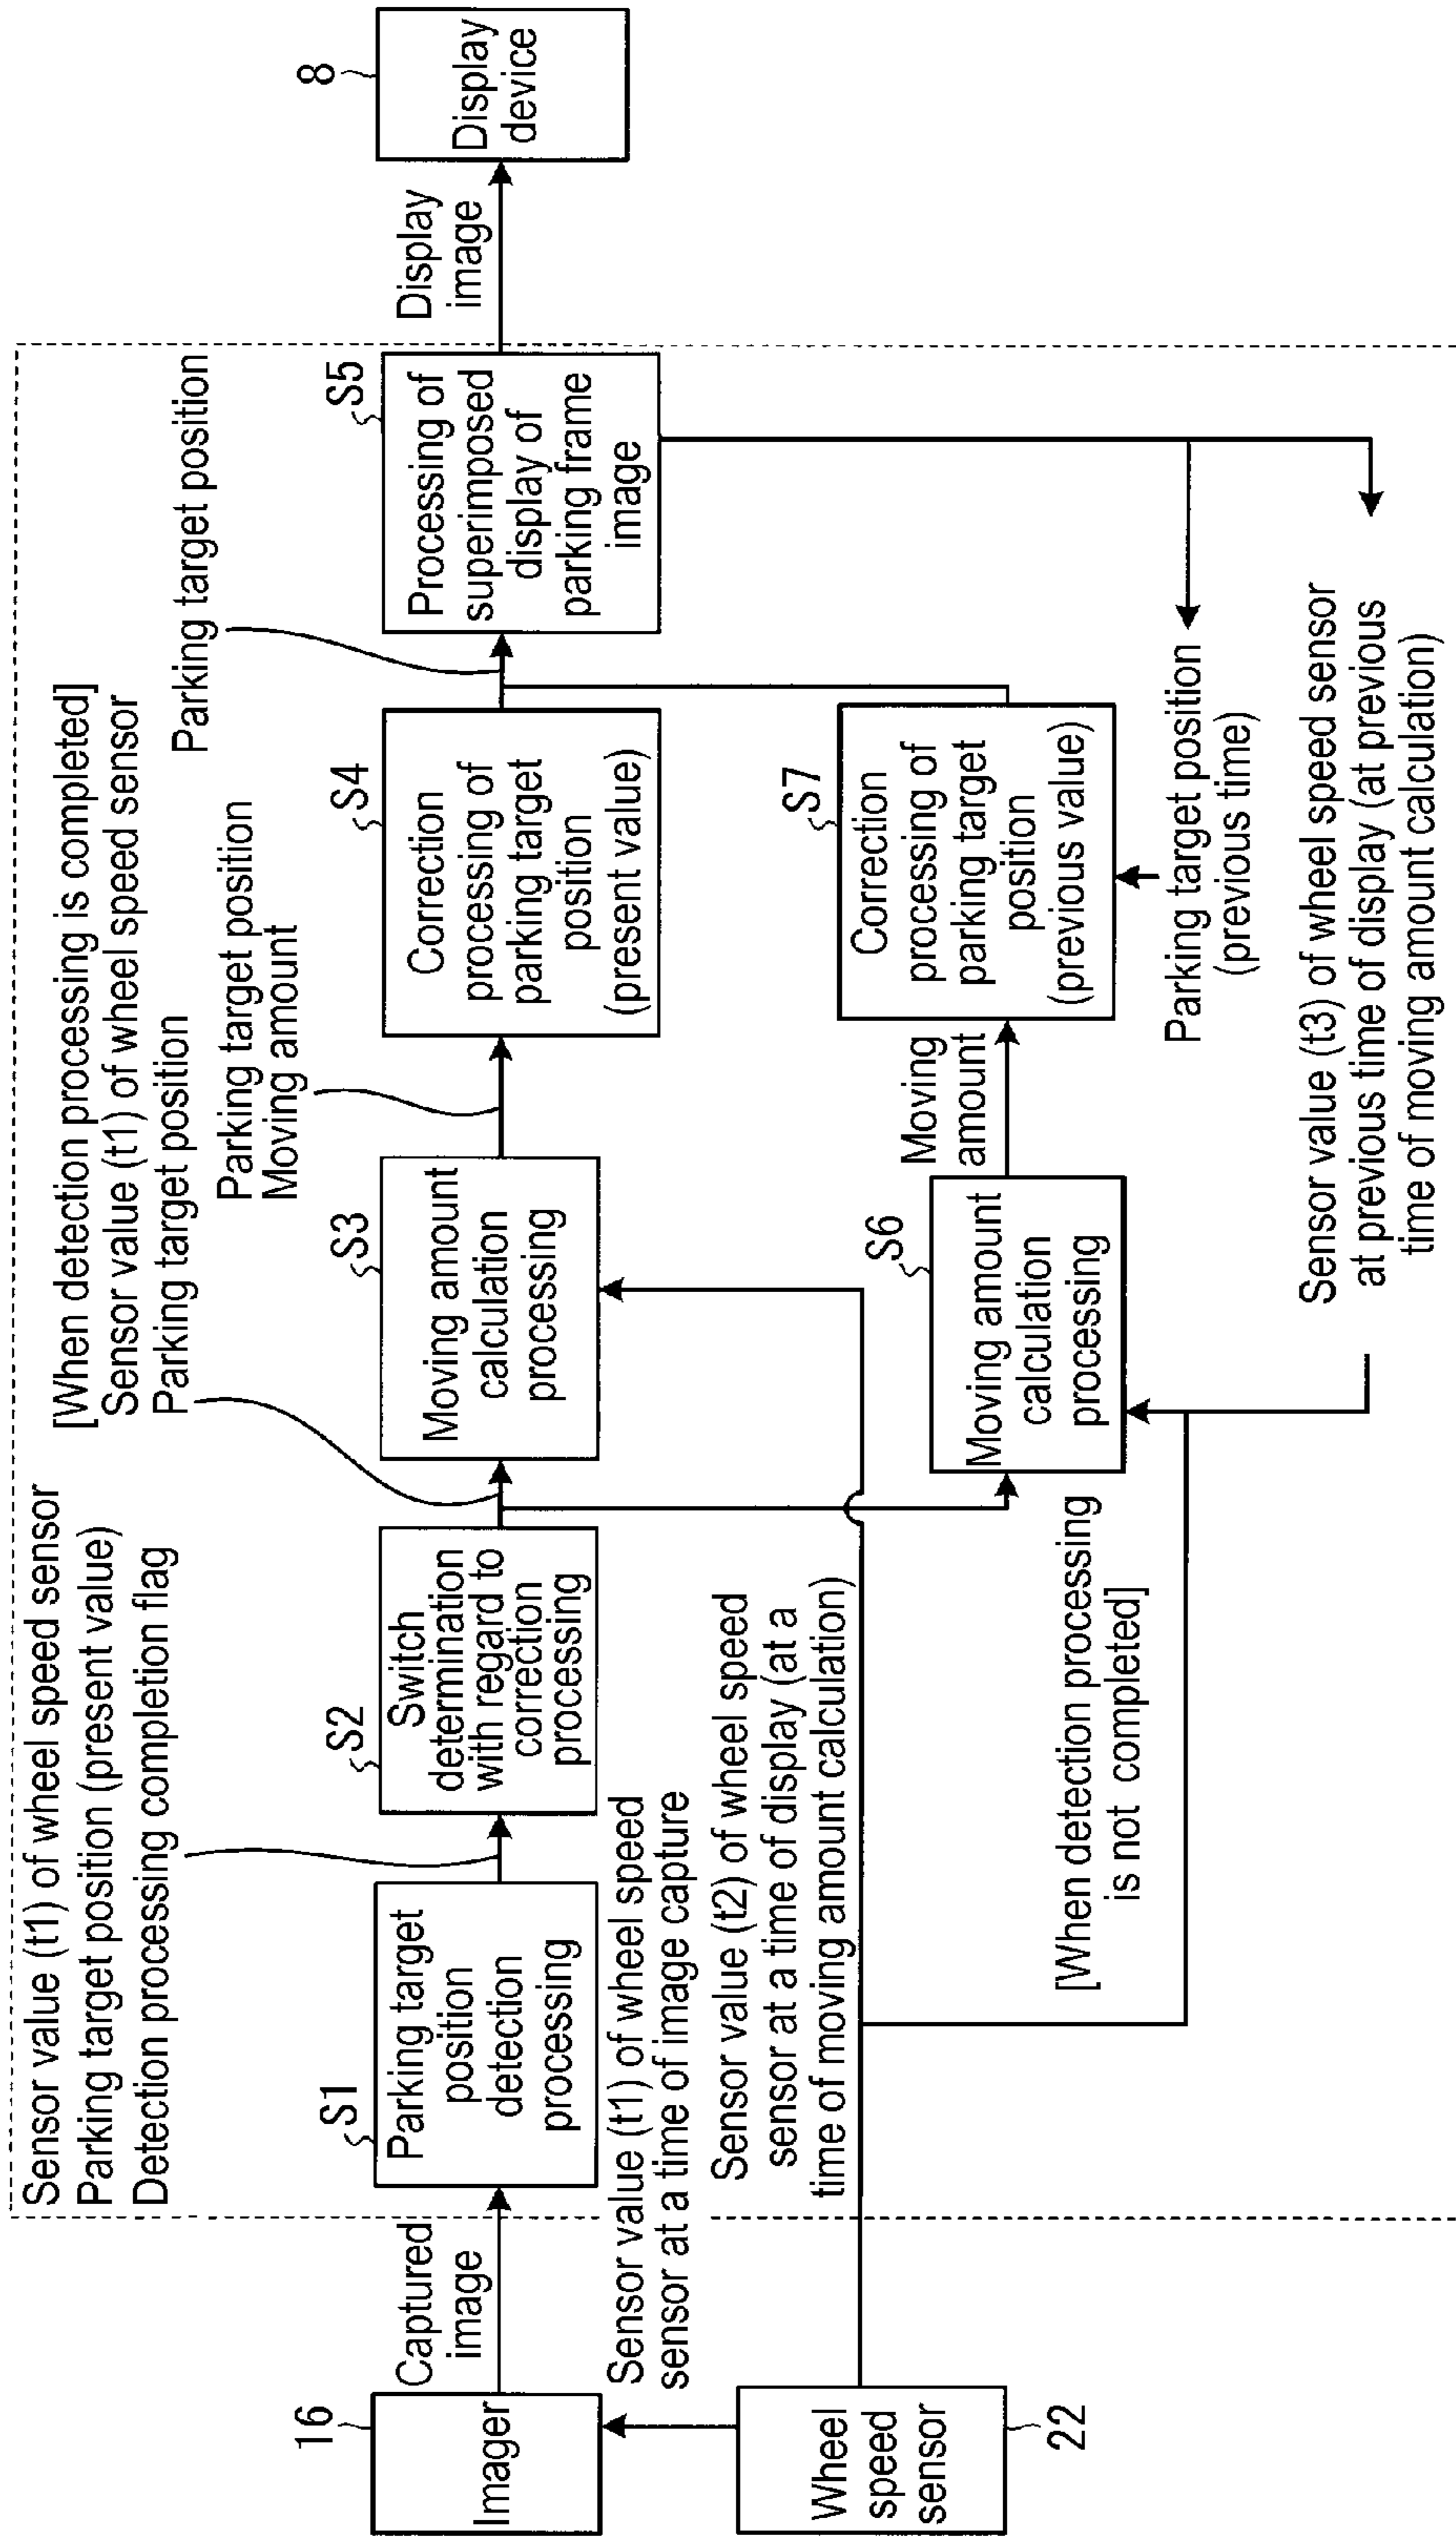 16
Imager
Captured
image
Wheel
speed
sensor
22
Sensor value (t1) of wheel speed
sensor at a time of image capture
Sensor value (t2) of wheel speed
sensor at a time of display (at a
time of moving amount calculation)
S1
Parking target
position
detection
processing
Sensor value (t1) of wheel speed sensor
Parking target position (present value)
Detection processing completion flag
S2
Switch
determination
with regard to
correction
processing
[When detection processing is completed]
Sensor value (t1) of wheel speed sensor
Parking target position
[When detection processing
is not completed]
S3
Moving amount
calculation
processing
Parking target position
Moving amount
S4
Correction
processing of
parking target
position
(present value)
Parking target position
S5
Processing of
superimposed
display of
parking frame
image
Display
image
8
Display
device
S6
Moving amount
calculation
processing
Moving
amount
S7
Correction
processing of
parking target
position
(previous value)
Parking target position
(previous time)
Sensor value (t3) of wheel speed sensor
at previous time of display (at previous
time of moving amount calculation)